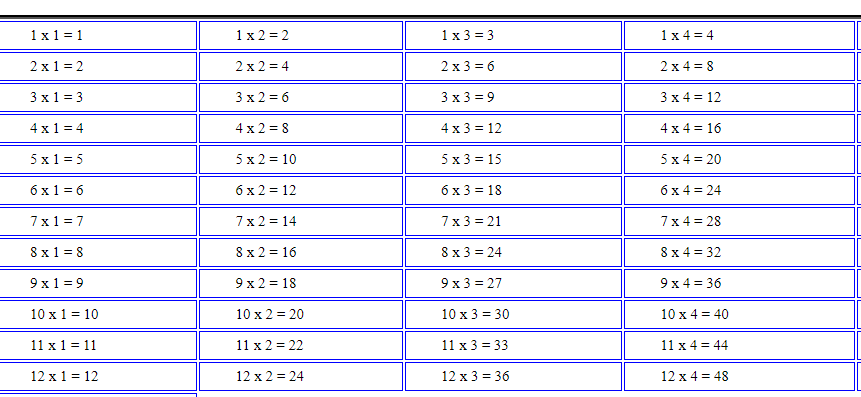 1 x 1 = 1 1 x 2 = 2 1 x 3 = 3 1 x 4 = 4
2 x 1 = 2 2 x 2 = 4 2 x 3 = 6 2 x 4 = 8
3 x 1 = 3 3 x 2 = 6 3 x 3 = 9 3 x 4 = 12
4 x 1 = 4 4 x 2 = 8 4 x 3 = 12 4 x 4 = 16
5 x 1 = 5 5 x 2 = 10 5 x 3 = 15 5 x 4 = 20
6 x 1 = 6 6 x 2 = 12 6 x 3 = 18 6 x 4 = 24
7 x 1 = 7 7 x 2 = 14 7 x 3 = 21 7 x 4 = 28
8 x 1 = 8 8 x 2 = 16 8 x 3 = 24 8 x 4 = 32
9 x 1 = 9 9 x 2 = 18 9 x 3 = 27 9 x 4 = 36
10 x 1 = 10 10 x 2 = 20 10 x 3 = 30 10 x 4 = 40
11 x 1 = 11 11 x 2 = 22 11 x 3 = 33 11 x 4 = 44
12 x 1 = 12 12 x 2 = 24 12 x 3 = 36 12 x 4 = 48